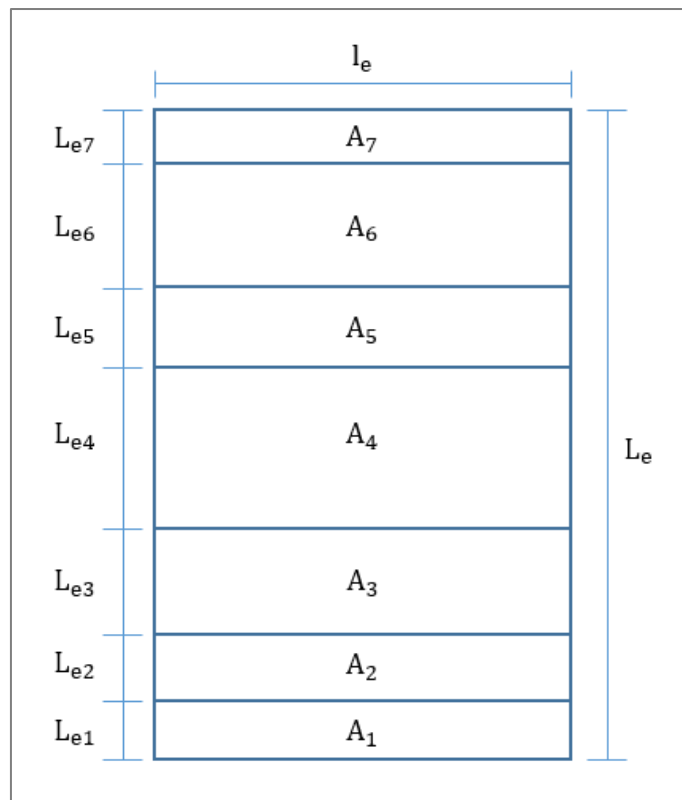 lₑ
Lₑ₇ A₇
Lₑ₆ A₆
Lₑ₅ A₅
Lₑ₄ A₄
Lₑ
Lₑ₃ A₃
Lₑ₂ A₂
Lₑ₁ A₁